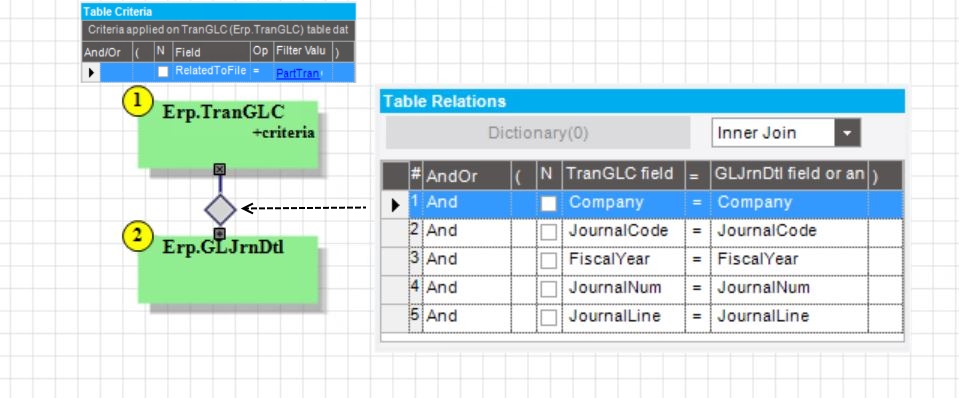 Table Criteria
Criteria applied on TranGLC (Erp.TranGLC) table dat
And/Or ( N Field Op Filter Valu )
RelatedToFile = PartTran
1
Erp.TranGLC
+criteria
2
Erp.GLJrnDtl
Table Relations
Dictionary(0) Inner Join
# AndOr ( N TranGLC field = GLJrnDtl field or an )
1 And Company = Company
2 And JournalCode = JournalCode
3 And FiscalYear = FiscalYear
4 And JournalNum = JournalNum
5 And JournalLine = JournalLine